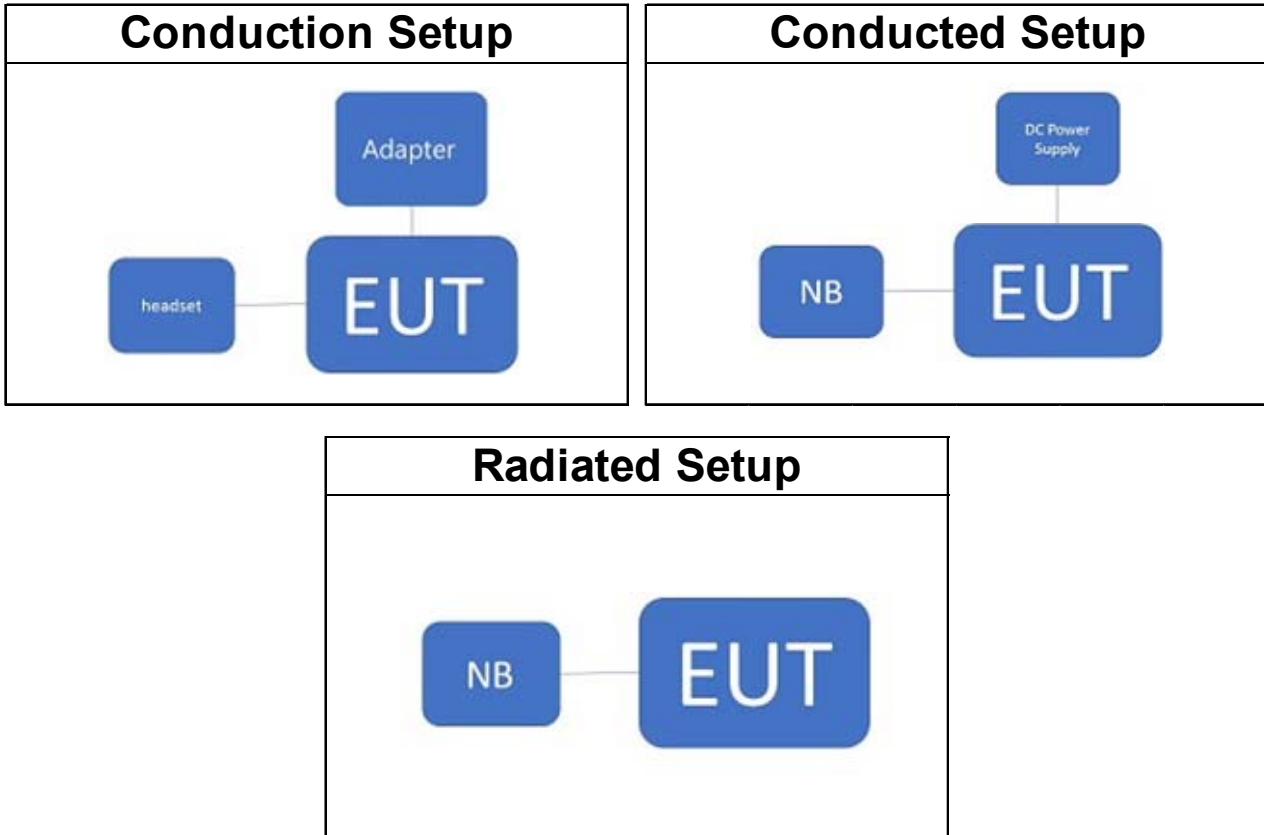 Conduction Setup
Adapter
headset
EUT
Conducted Setup
DC Power
Supply
NB
EUT
Radiated Setup
NB
EUT